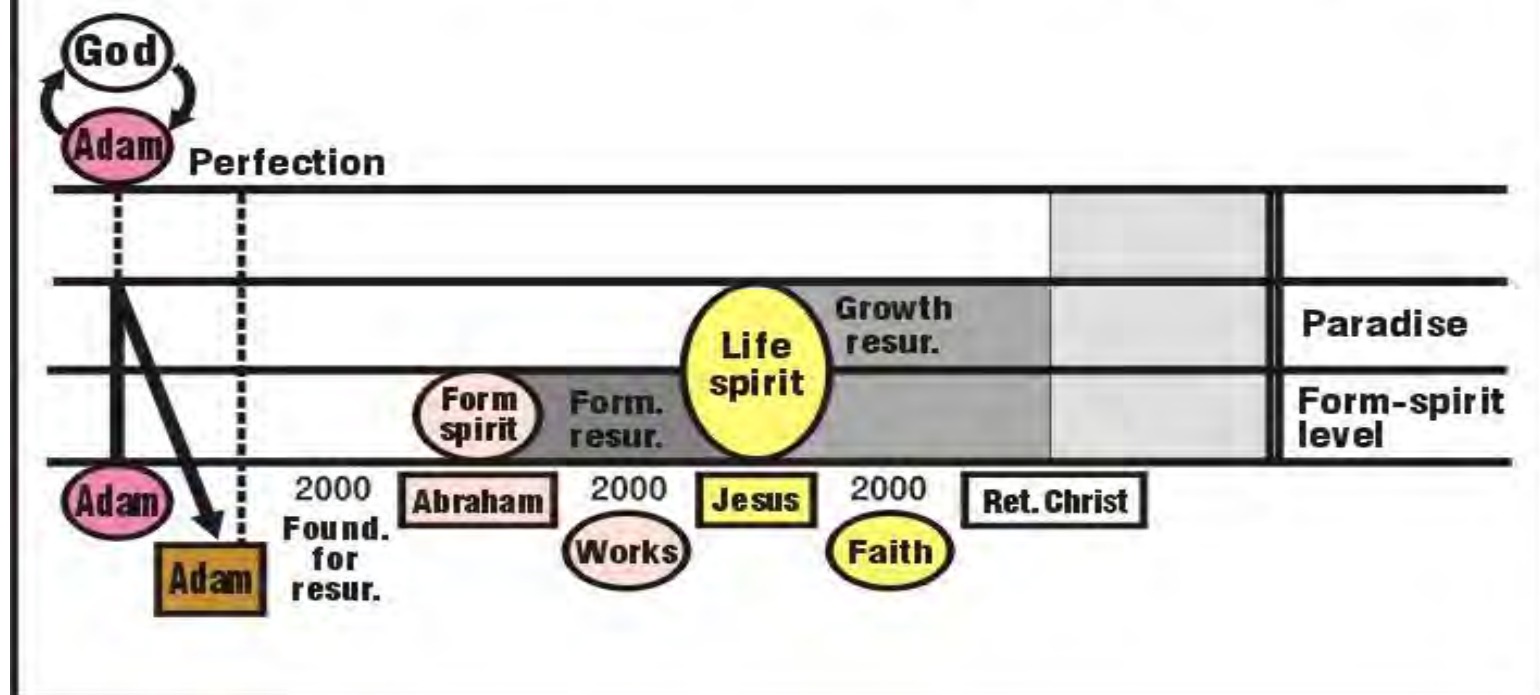 God
Adam
Perfection
Growth
resur.
Paradise
Life
spirit
Form
spirit
Form.
resur.
Form-spirit
level
Adam
2000
Found.
for
resur.
Abraham
2000
Works
Jesus
2000
Faith
Ret. Christ
Adam